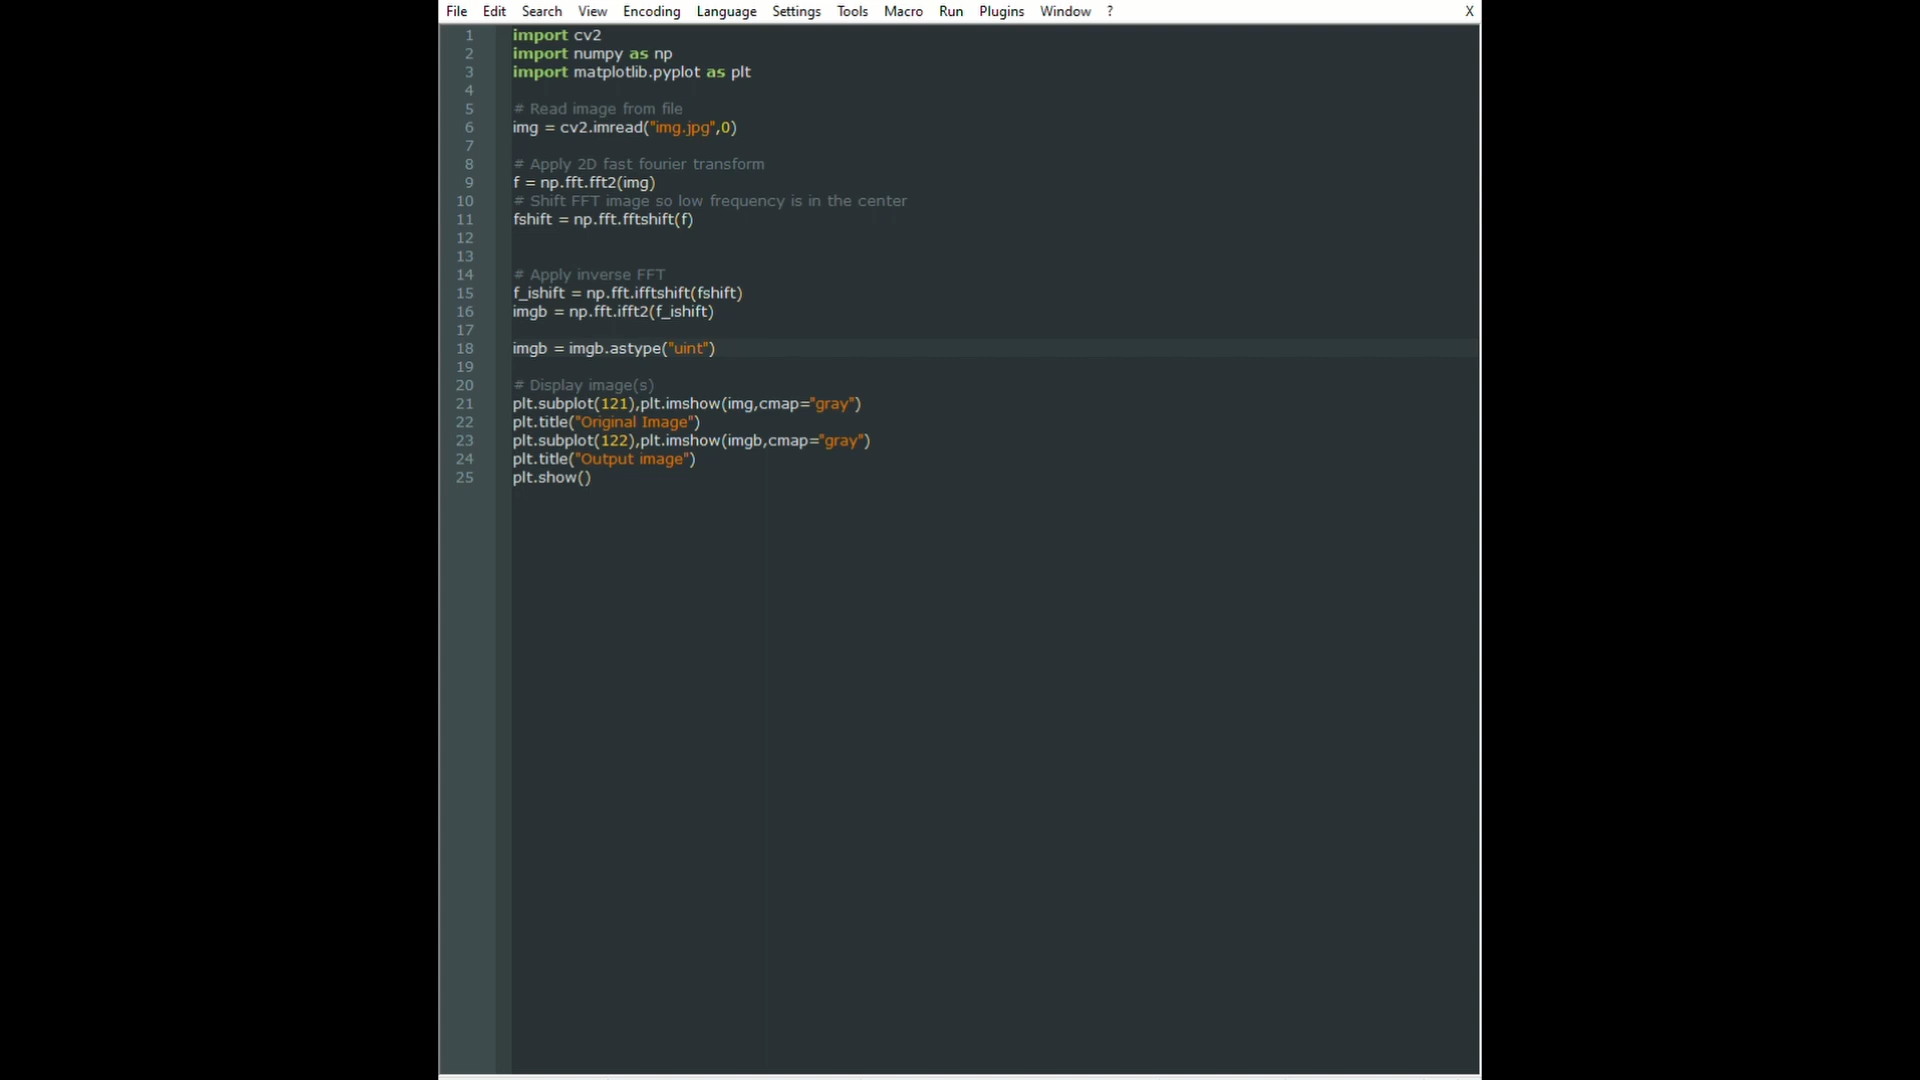 File Edit Search View Encoding Language Settings Tools Macro Run Plugins Window ? X
1 import cv2
2 import numpy as np
3 import matplotlib.pyplot as plt
4
5 # Read image from file
6 img = cv2.imread("img.jpg",0)
7
8 # Apply 2D fast fourier transform
9 f = np.fft.fft2(img)
10 # Shift FFT image so low frequency is in the center
11 fshift = np.fft.fftshift(f)
12
13
14 # Apply inverse FFT
15 f_ishift = np.fft.ifftshift(fshift)
16 imgb = np.fft.ifft2(f_ishift)
17
18 imgb = imgb.astype("uint")
19
20 # Display image(s)
21 plt.subplot(121),plt.imshow(img,cmap="gray")
22 plt.title("Original Image")
23 plt.subplot(122),plt.imshow(imgb,cmap="gray")
24 plt.title("Output image")
25 plt.show()